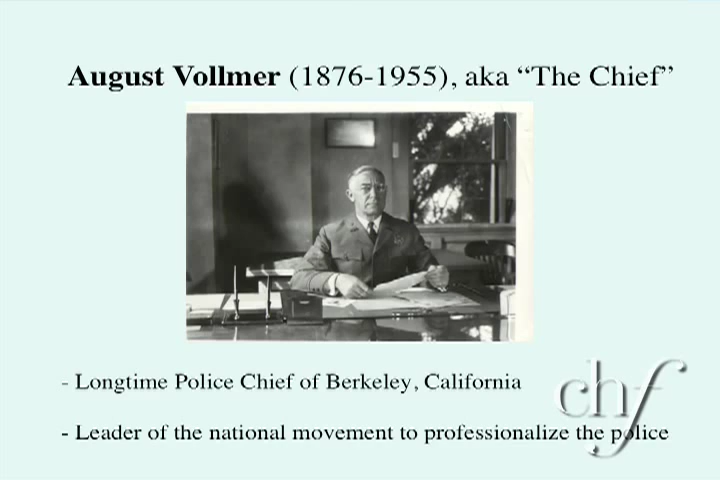 August Vollmer (1876-1955), aka “The Chief”
- Longtime Police Chief of Berkeley, California
chf
- Leader of the national movement to professionalize the police